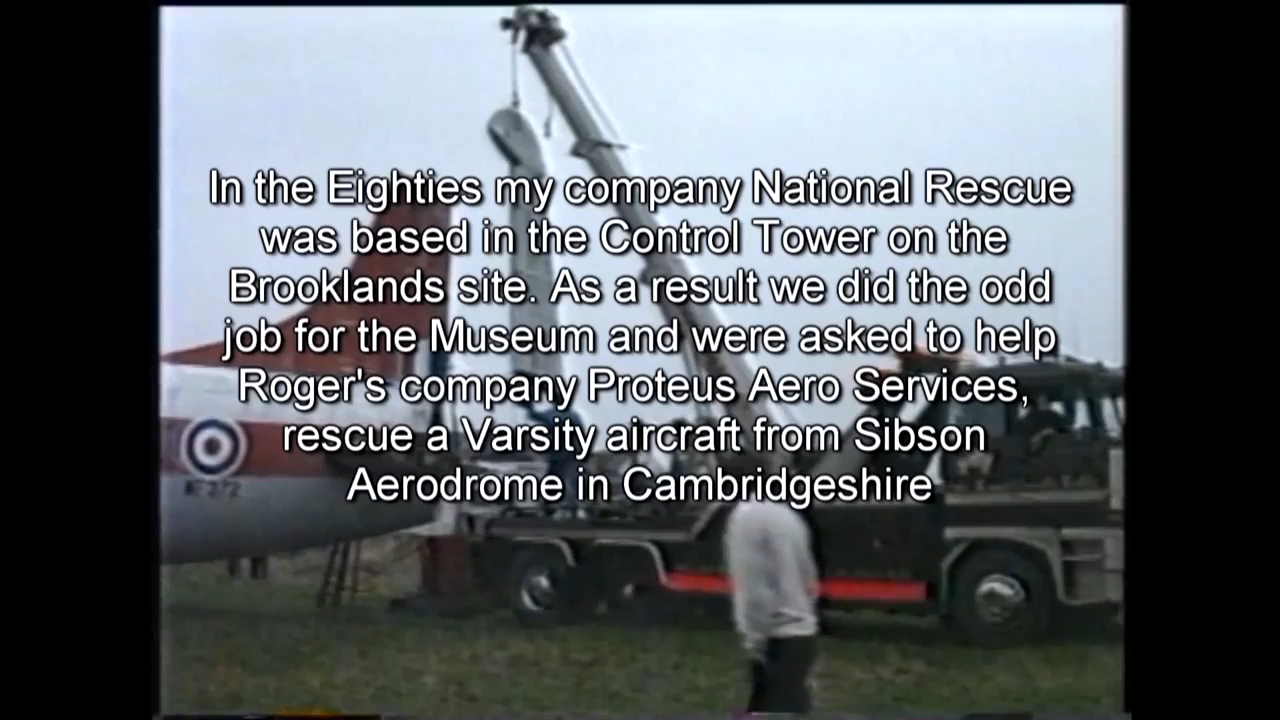 In the Eighties my company National Rescue
was based in the Control Tower on the
Brooklands site. As a result we did the odd
job for the Museum and were asked to help
Roger's company Proteus Aero Services,
rescue a Varsity aircraft from Sibson
Aerodrome in Cambridgeshire